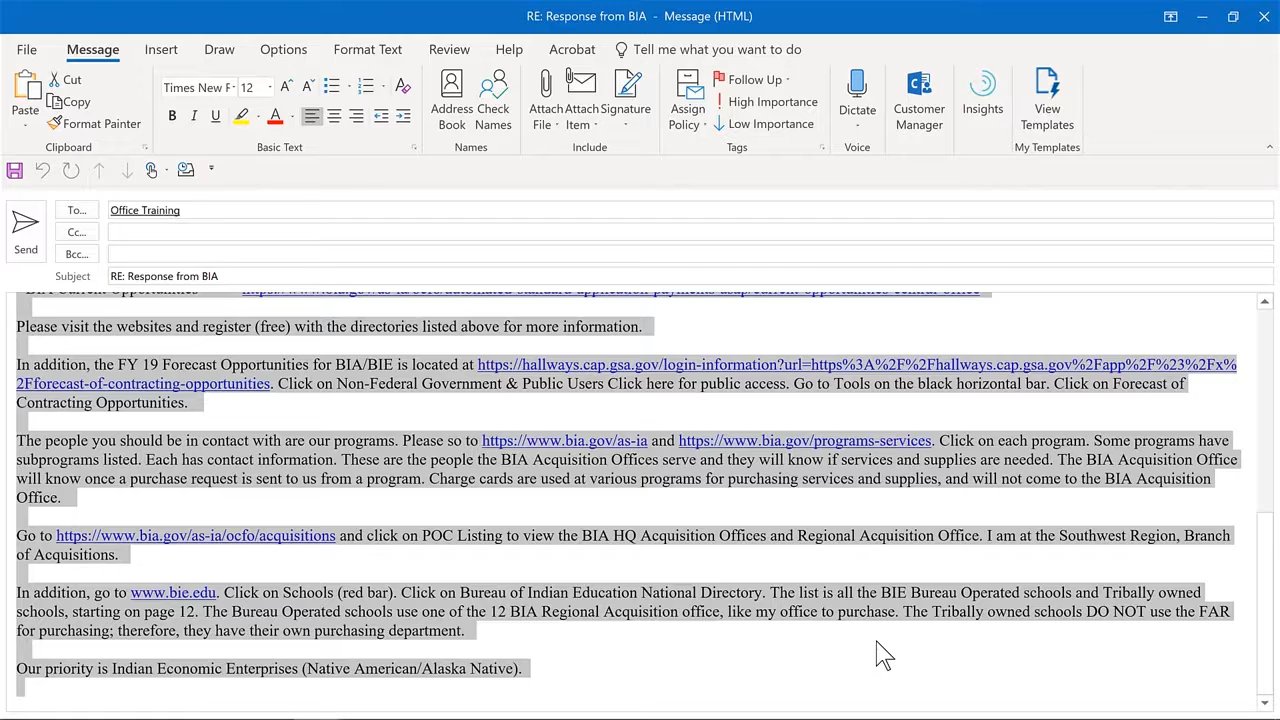 RE: Response from BIA - Message (HTML)
File Message Insert Draw Options Format Text Review Help Acrobat Tell me what you want to do
Paste
Cut
Copy
Format Painter
Clipboard
Times New F 12
B I U
Basic Text
Address Book
Check Names
Names
Attach File
Attach Item
Signature
Include
Assign Policy
Follow Up
High Importance
Low Importance
Tags
Dictate
Voice
Customer Manager
Insights
View Templates
My Templates
Send
To... Office Training
Cc...
Bcc...
Subject RE: Response from BIA
BIA Current Opportunities https://www.bia.gov/as-ia/ocfo/automated-standard-application-payments-asap/current-opportunities-central-office
Please visit the websites and register (free) with the directories listed above for more information.
In addition, the FY 19 Forecast Opportunities for BIA/BIE is located at https://hallways.cap.gsa.gov/login-information?url=https%3A%2F%2Fhallways.cap.gsa.gov%2Fapp%2F%23%2Fx%
2Fforecast-of-contracting-opportunities. Click on Non-Federal Government & Public Users Click here for public access. Go to Tools on the black horizontal bar. Click on Forecast of
Contracting Opportunities.
The people you should be in contact with are our programs. Please so to https://www.bia.gov/as-ia and https://www.bia.gov/programs-services. Click on each program. Some programs have
subprograms listed. Each has contact information. These are the people the BIA Acquisition Offices serve and they will know if services and supplies are needed. The BIA Acquisition Office
will know once a purchase request is sent to us from a program. Charge cards are used at various programs for purchasing services and supplies, and will not come to the BIA Acquisition
Office.
Go to https://www.bia.gov/as-ia/ocfo/acquisitions and click on POC Listing to view the BIA HQ Acquisition Offices and Regional Acquisition Office. I am at the Southwest Region, Branch
of Acquisitions.
In addition, go to www.bie.edu. Click on Schools (red bar). Click on Bureau of Indian Education National Directory. The list is all the BIE Bureau Operated schools and Tribally owned
schools, starting on page 12. The Bureau Operated schools use one of the 12 BIA Regional Acquisition office, like my office to purchase. The Tribally owned schools DO NOT use the FAR
for purchasing; therefore, they have their own purchasing department.
Our priority is Indian Economic Enterprises (Native American/Alaska Native).